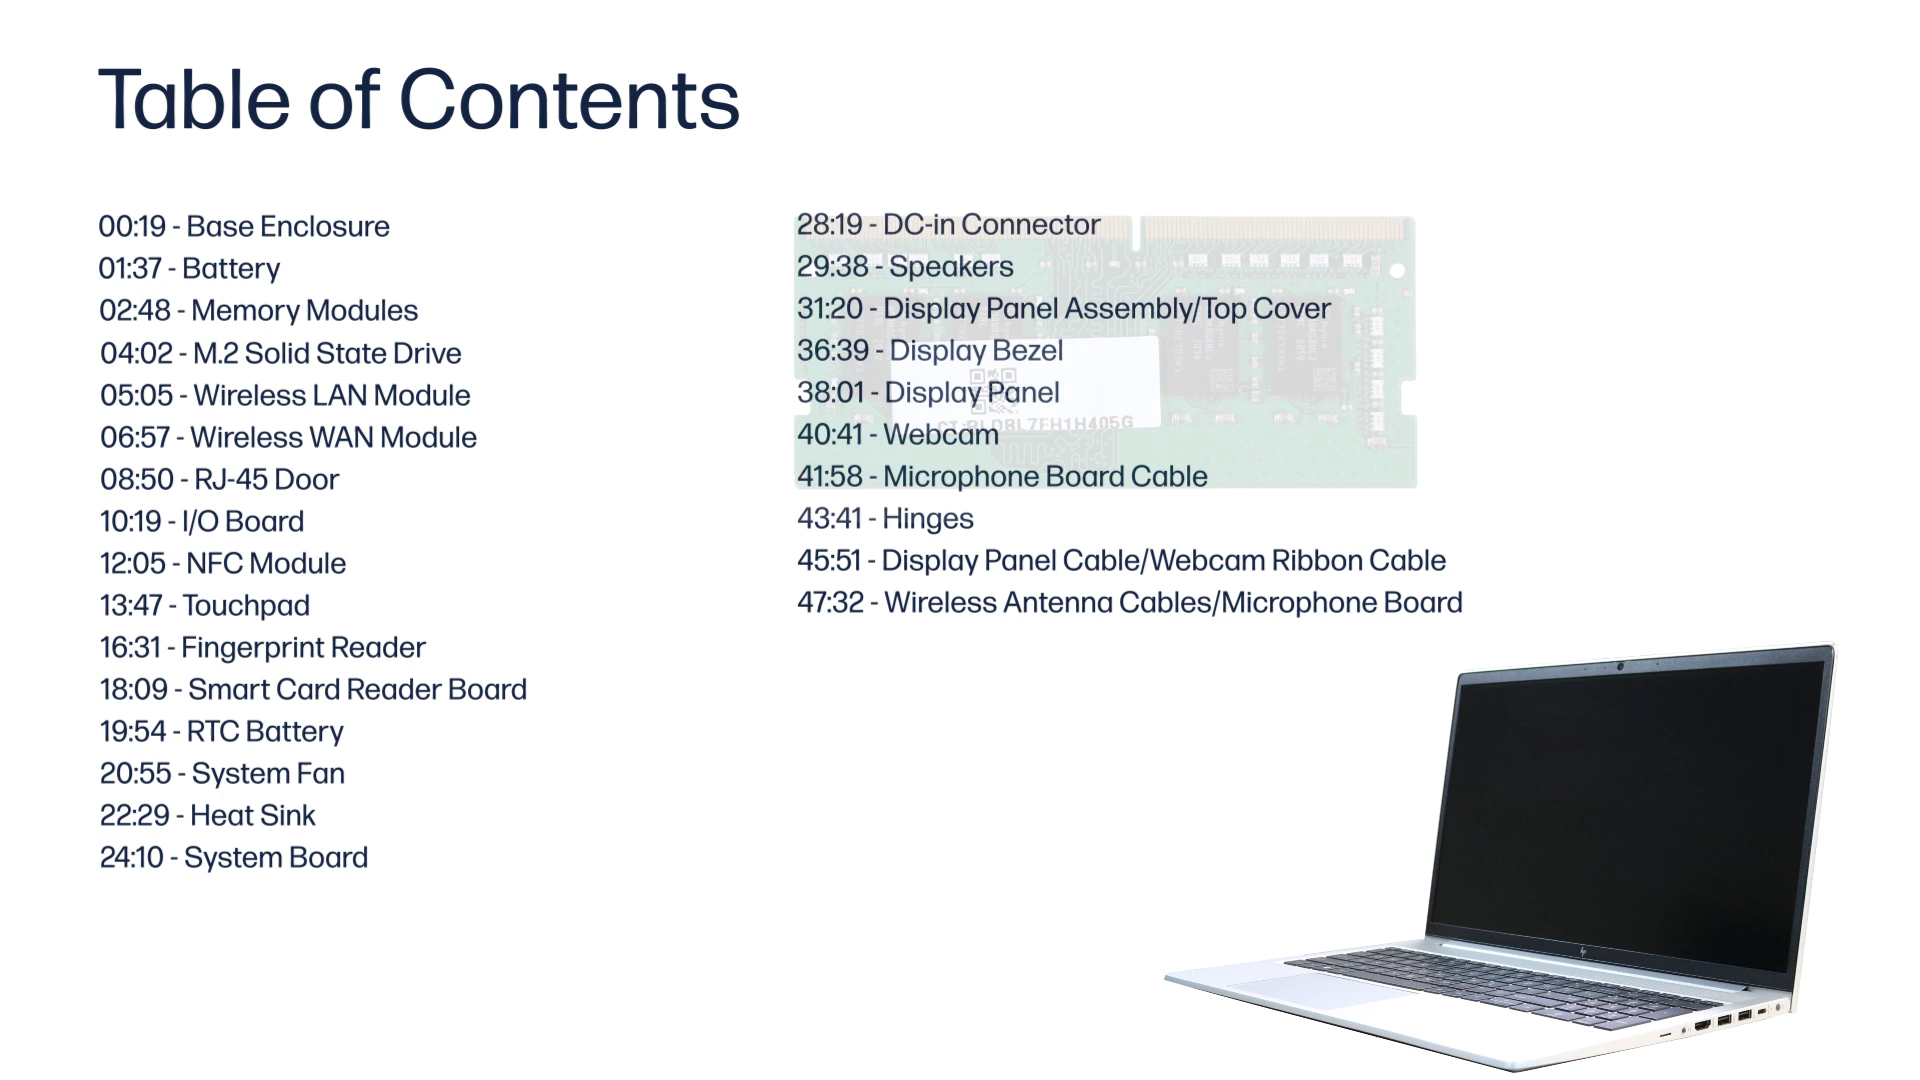 Table of Contents
00:19 - Base Enclosure
01:37 - Battery
02:48 - Memory Modules
04:02 - M.2 Solid State Drive
05:05 - Wireless LAN Module
06:57 - Wireless WAN Module
08:50 - RJ-45 Door
10:19 - I/O Board
12:05 - NFC Module
13:47 - Touchpad
16:31 - Fingerprint Reader
18:09 - Smart Card Reader Board
19:54 - RTC Battery
20:55 - System Fan
22:29 - Heat Sink
24:10 - System Board
28:19 - DC-in Connector
29:38 - Speakers
31:20 - Display Panel Assembly/Top Cover
36:39 - Display Bezel
38:01 - Display Panel
40:41 - Webcam
41:58 - Microphone Board Cable
43:41 - Hinges
45:51 - Display Panel Cable/Webcam Ribbon Cable
47:32 - Wireless Antenna Cables/Microphone Board
hp